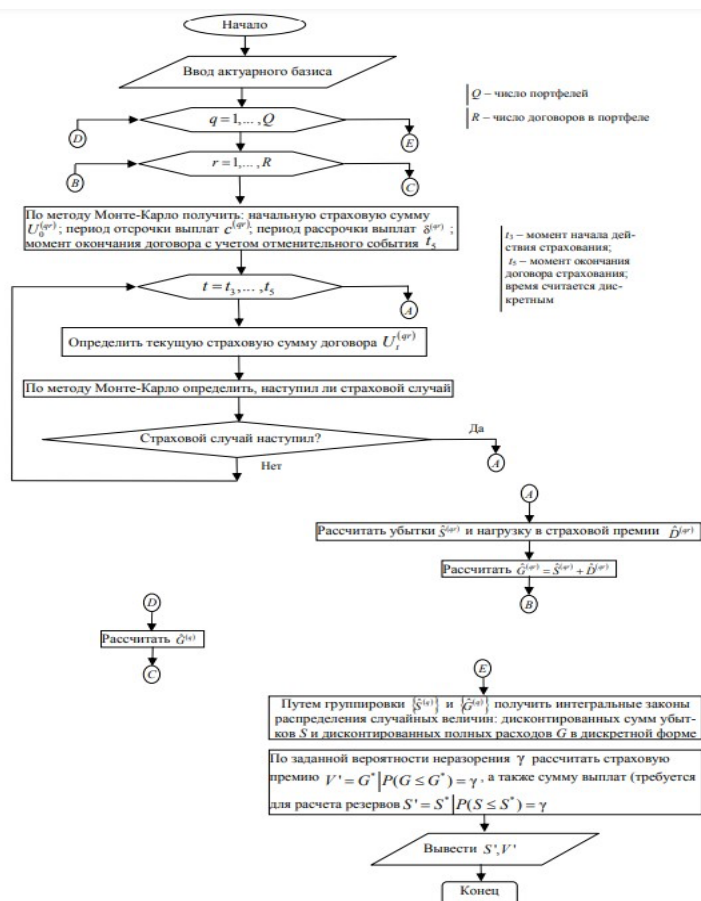 Начало
Ввод актуарного базиса
Q – число портфелей
R – число договоров в портфеле
q = 1,..., Q
D
E
r = 1,..., R
B
C
По методу Монте-Карло получить: начальную страховую сумму
U₀^(qr); период отсрочки выплат c^(qr), период рассрочки выплат δ^(qr);
момент окончания договора с учетом отменительного события t₅
t₃ – момент начала дей-
ствия страхования;
t₅ – момент окончания
договора страхования;
время считается дис-
кретным
t = t₃,..., t₅
A
Определить текущую страховую сумму договора U_t^(qr)
По методу Монте-Карло определить, наступил ли страховой случай
Страховой случай наступил?
Да
A
Нет
A
Рассчитать убытки Ŝ^(qr) и нагрузку в страховой премии D̂^(qr)
Рассчитать Ĝ^(qr) = Ŝ^(qr) + D̂^(qr)
B
D
Рассчитать Ĝ^(q)
C
E
Путем группировки {Ŝ^(q)} и {Ĝ^(q)} получить интегральные законы
распределения случайных величин: дисконтированных сумм убыт-
ков S и дисконтированных полных расходов G в дискретной форме
По заданной вероятности неразорения γ рассчитать страховую
премию V' = G*|P(G ≤ G*) = γ, а также сумму выплат (требуется
для расчета резервов S' = S*|P(S ≤ S*) = γ
Вывести S', V'
Конец